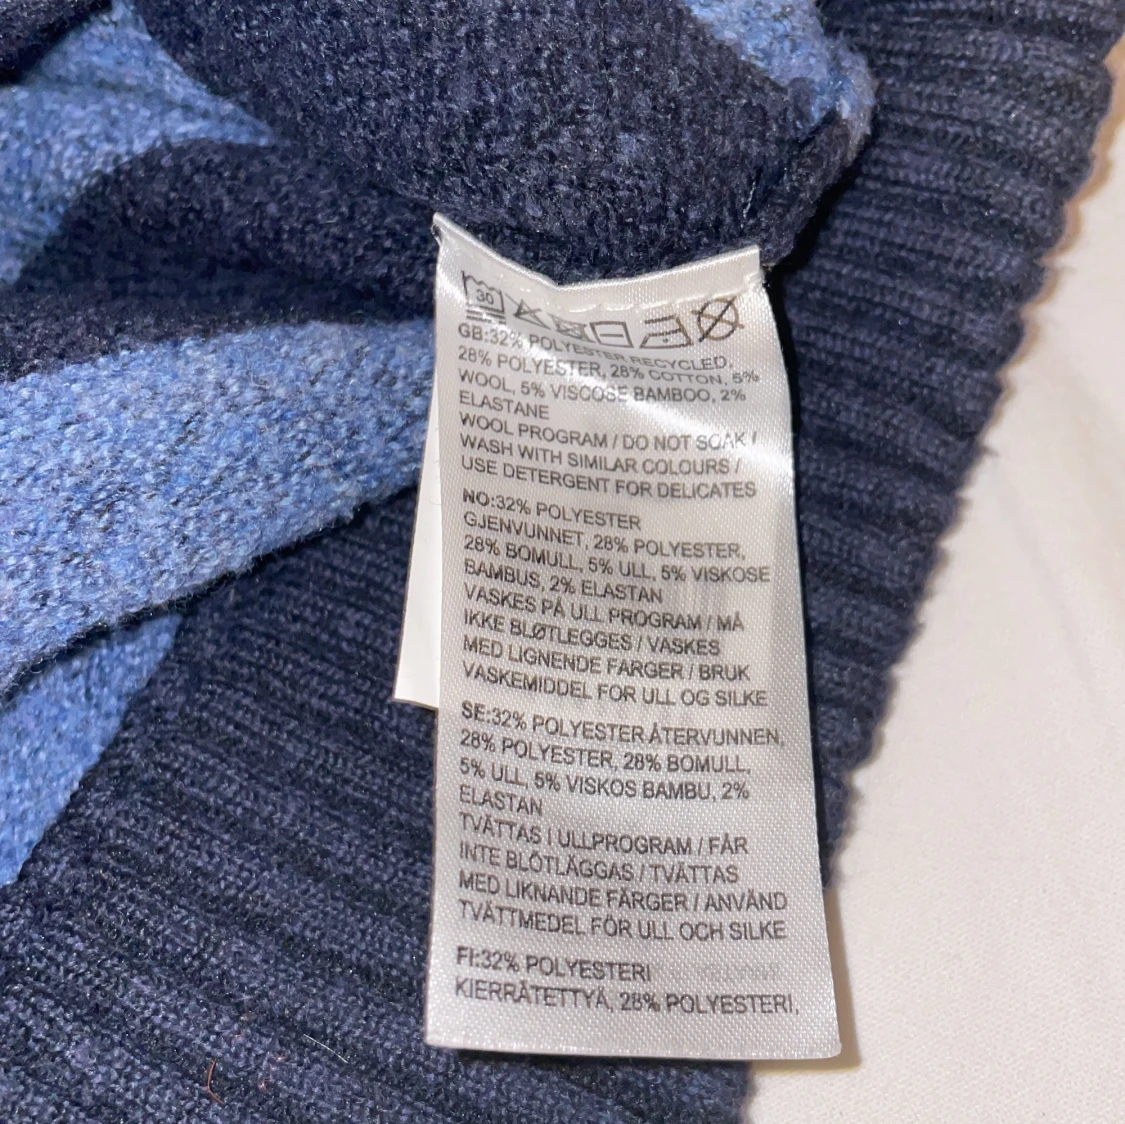 30
GB:32% POLYESTER RECYCLED,
28% POLYESTER, 28% COTTON, 5%
WOOL, 5% VISCOSE BAMBOO, 2%
ELASTANE
WOOL PROGRAM / DO NOT SOAK /
WASH WITH SIMILAR COLOURS /
USE DETERGENT FOR DELICATES
NO:32% POLYESTER
GJENVUNNET, 28% POLYESTER,
28% BOMULL, 5% ULL, 5% VISKOSE
BAMBUS, 2% ELASTAN
VASKES PÅ ULL PROGRAM / MÅ
IKKE BLØTLEGGES / VASKES
MED LIGNENDE FARGER / BRUK
VASKEMIDDEL FOR ULL OG SILKE
SE:32% POLYESTER ÅTERVUNNEN,
28% POLYESTER, 28% BOMULL,
5% ULL, 5% VISKOS BAMBU, 2%
ELASTAN
TVÄTTAS I ULLPROGRAM / FÅR
INTE BLÖTLÄGGAS / TVÄTTAS
MED LIKNANDE FÄRGER / ANVÄND
TVÄTTMEDEL FÖR ULL OCH SILKE
FI:32% POLYESTERI
KIERRÄTETTYÄ, 28% POLYESTERI,